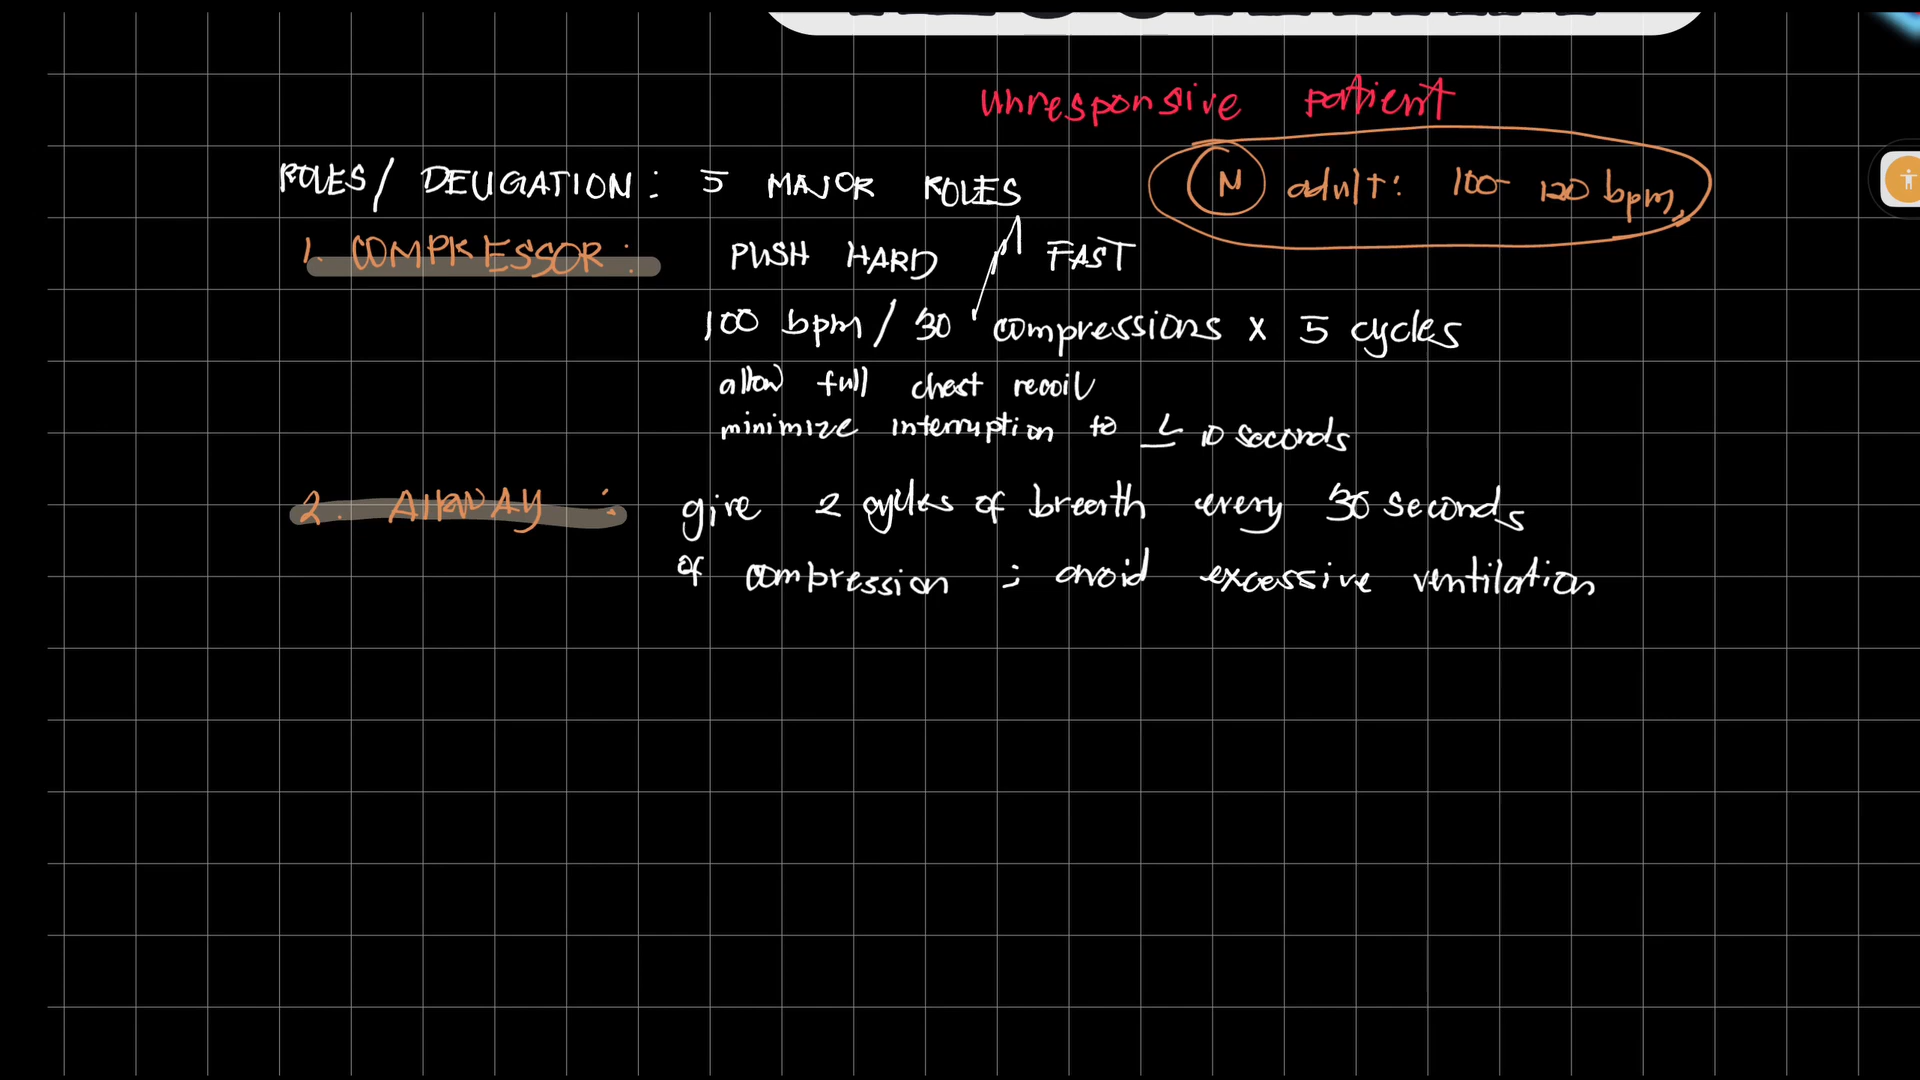 unresponsive patient
ROLES/ DELIGATION: 5 MAJOR ROLES
M adult: 100- 120 bpm
1. COMPRESSOR: PUSH HARD FAST
100 bpm/ 30 compressions x 5 cycles
allow full chest recoil
minimize interruption to ≤ 10 seconds
2. AIRWAY : give 2 cycles of breath every 30 seconds
of compression ; avoid excessive ventilation